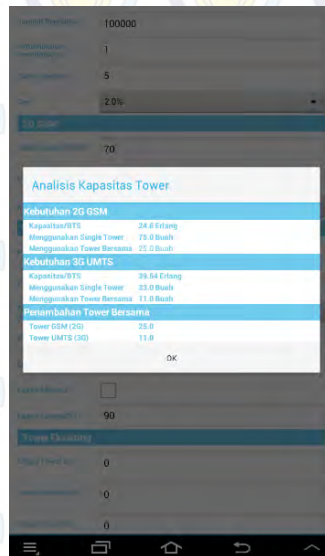 100000
1
5
2.0%
2G GSM
70
Analisis Kapasitas Tower
Kebutuhan 2G GSM
Kapasitas/BTS 24.6 Erlang
Menggunakan Single Tower 75.0 Buah
Menggunakan Tower Bersama 25.0 Buah
Kebutuhan 3G UMTS
Kapasitas/BTS 39.54 Erlang
Menggunakan Single Tower 33.0 Buah
Menggunakan Tower Bersama 11.0 Buah
Penambahan Tower Bersama
Tower GSM (2G) 25.0
Tower UMTS (3G) 11.0
OK
90
Tower Existing
0
0
0